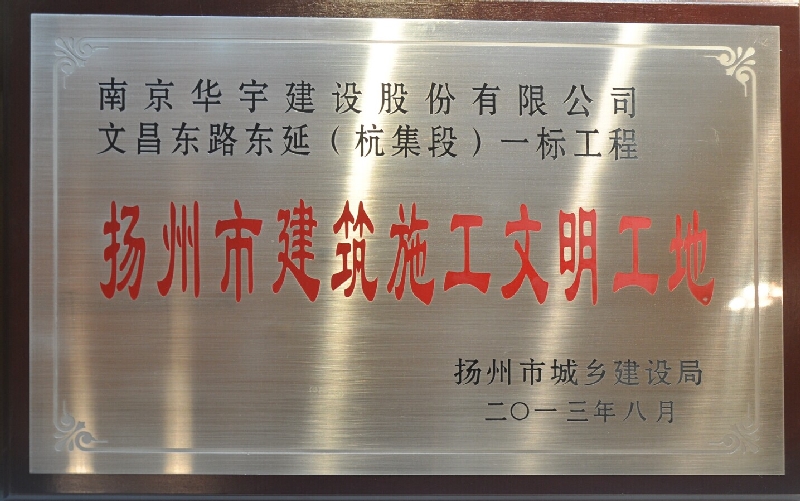 南京华宇建设股份有限公司
文昌东路东延（杭集段）一标工程
扬州市建筑施工文明工地
扬州市城乡建设局
二〇一三年八月